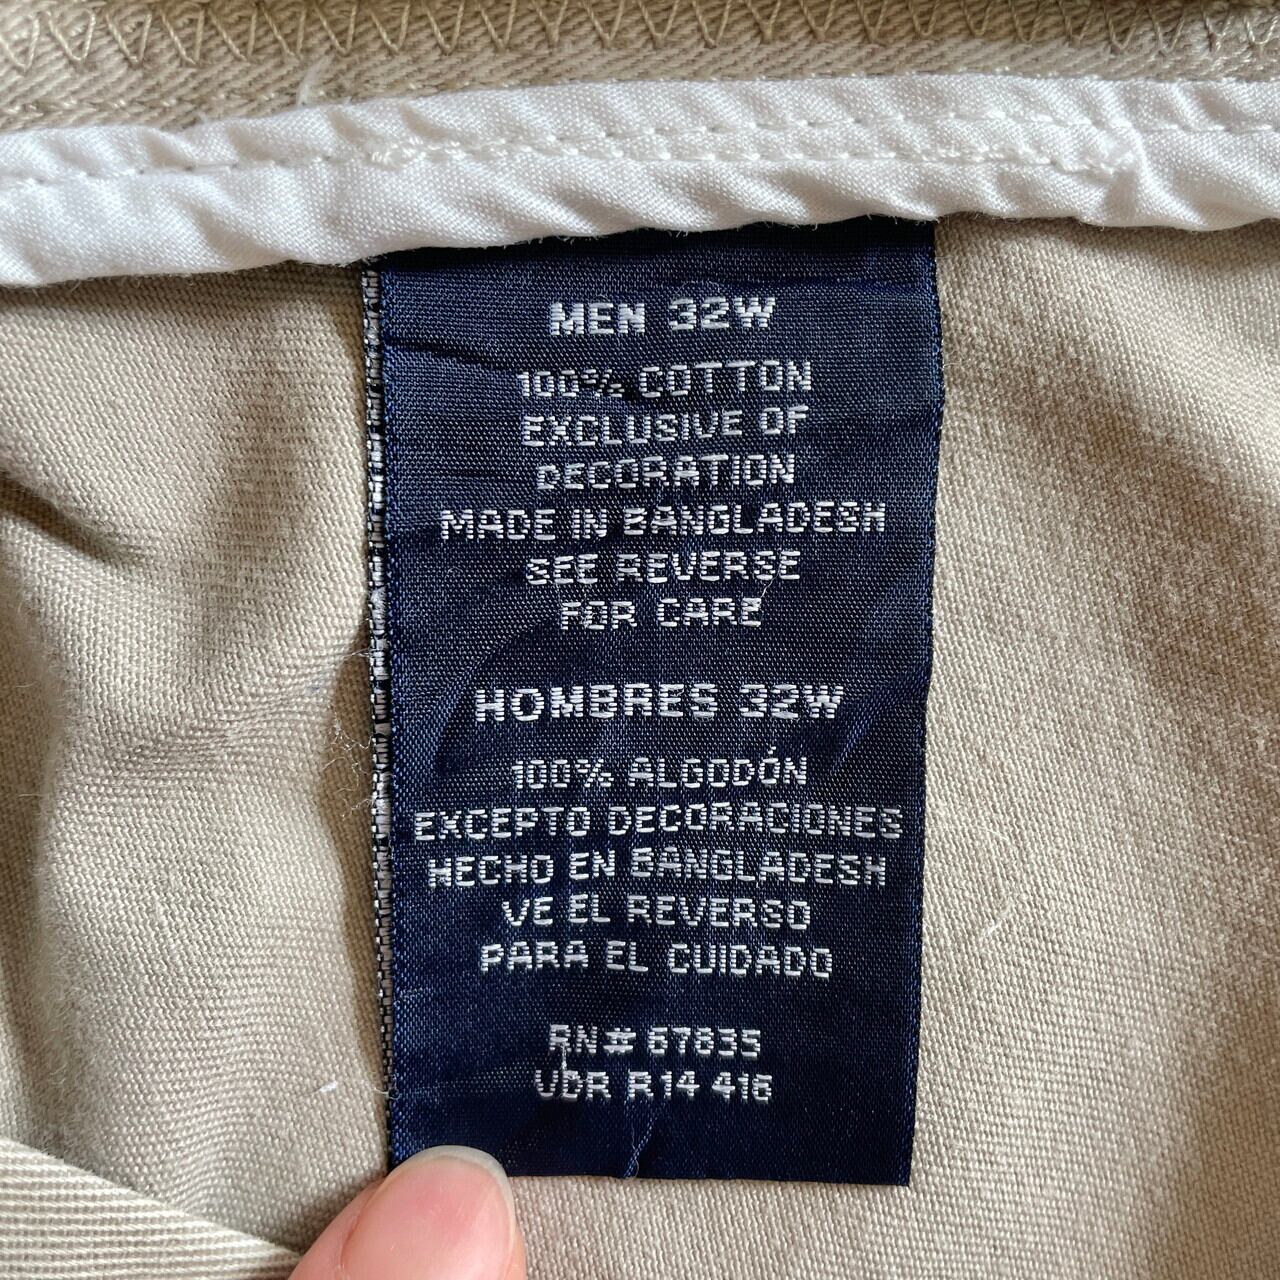 MEN 32W
100% COTTON
EXCLUSIVE OF
DECORATION
MADE IN BANGLADESH
SEE REVERSE
FOR CARE
HOMBRES 32W
100% ALGODÓN
EXCEPTO DECORACIONES
HECHO EN BANGLADESH
VE EL REVERSO
PARA EL CUIDADO
RN# 67835
VDR R14 416